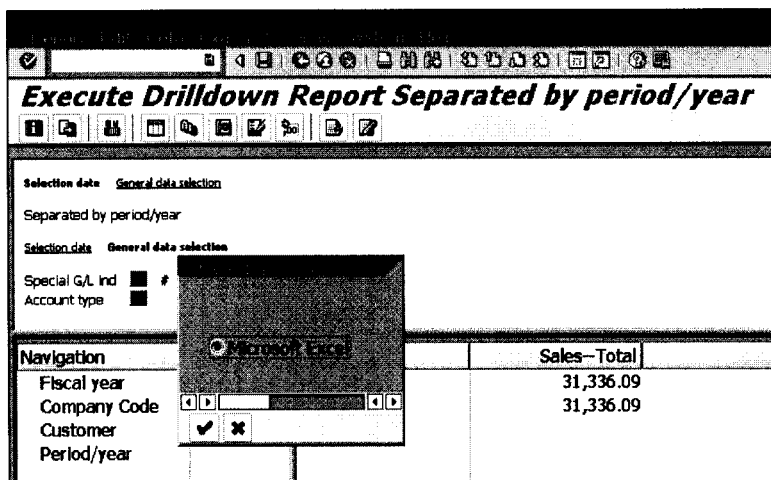 Execute Drilldown Report Separated by period/year
Selection date General data selection
Separated by period/year
Selection date General data selection
Special G/L ind #
Account type
Microsoft Excel
Navigation Sales-Total
Fiscal year 31,336.09
Company Code 31,336.09
Customer
Period/year